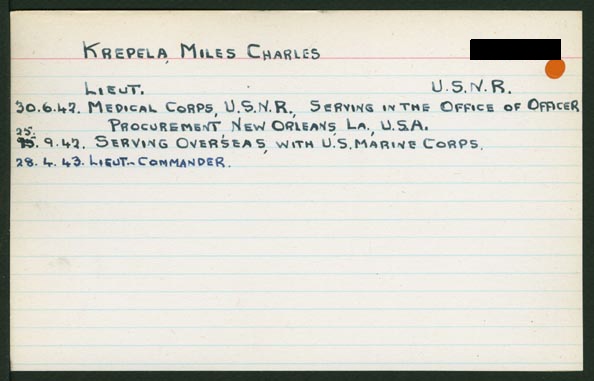 KREPELA, MILES CHARLES
LIEUT. U.S.N.R.
30.6.42. MEDICAL CORPS, U.S.N.R., SERVING IN THE OFFICE OF OFFICER
PROCUREMENT, NEW ORLEANS, LA., U.S.A.
25.
9.42. SERVING OVERSEAS, WITH U.S. MARINE CORPS.
28.4.43. LIEUT-COMMANDER.